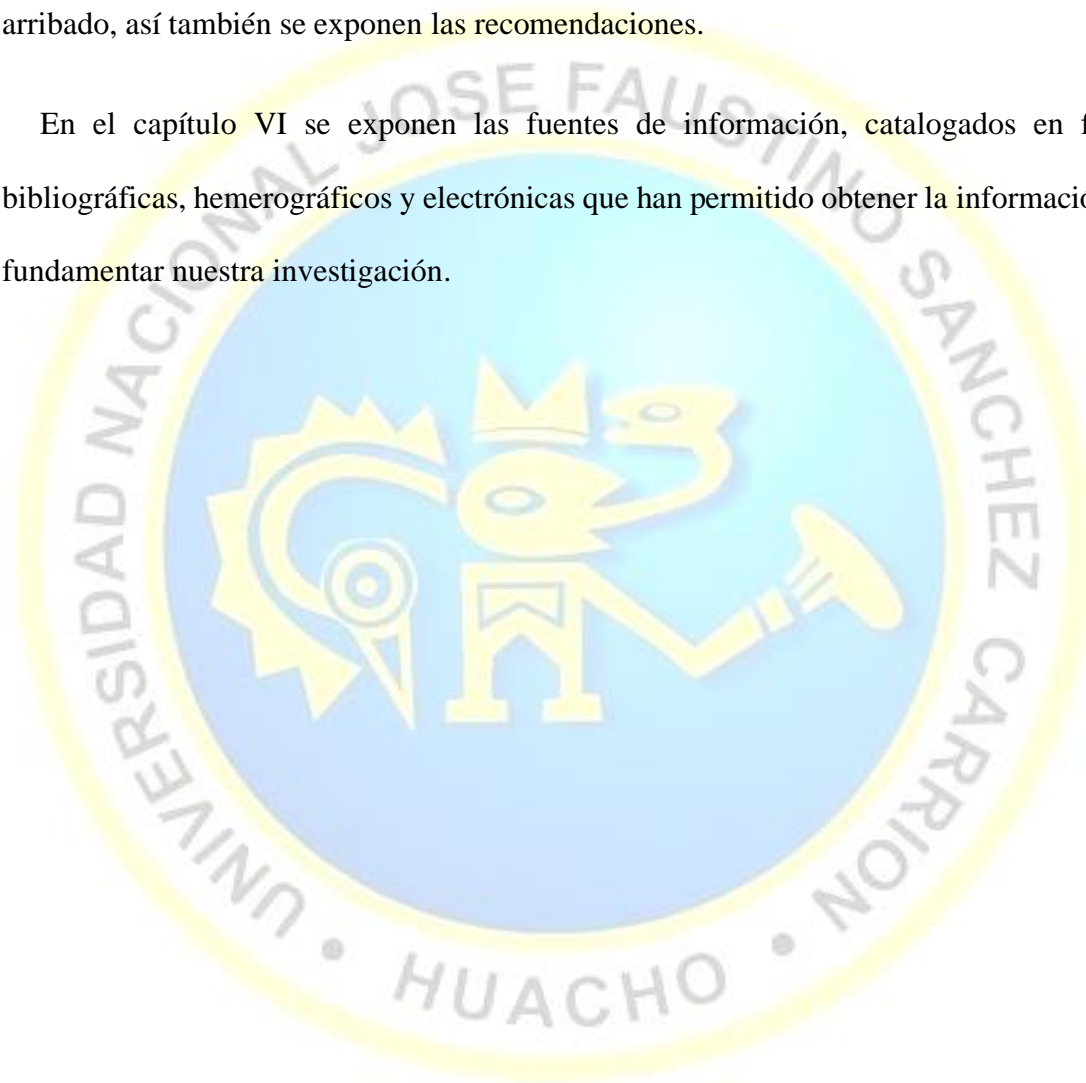 arribado, así también se exponen las recomendaciones.
En el capítulo VI se exponen las fuentes de información, catalogados en
bibliográficas, hemerográficos y electrónicas que han permitido obtener la
fundamentar nuestra investigación.
UNIVERSIDAD NACIONAL JOSE FAUSTINO SANCHEZ CARRION
• HUACHO •